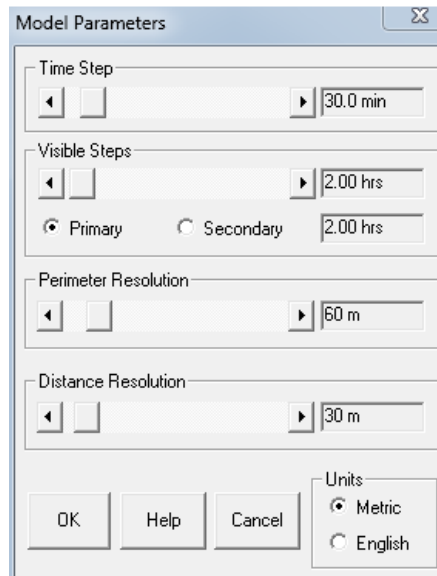 Model Parameters
Time Step
30.0 min
Visible Steps
2.00 hrs
Primary Secondary 2.00 hrs
Perimeter Resolution
60 m
Distance Resolution
30 m
Units
Metric
OK Help Cancel
English